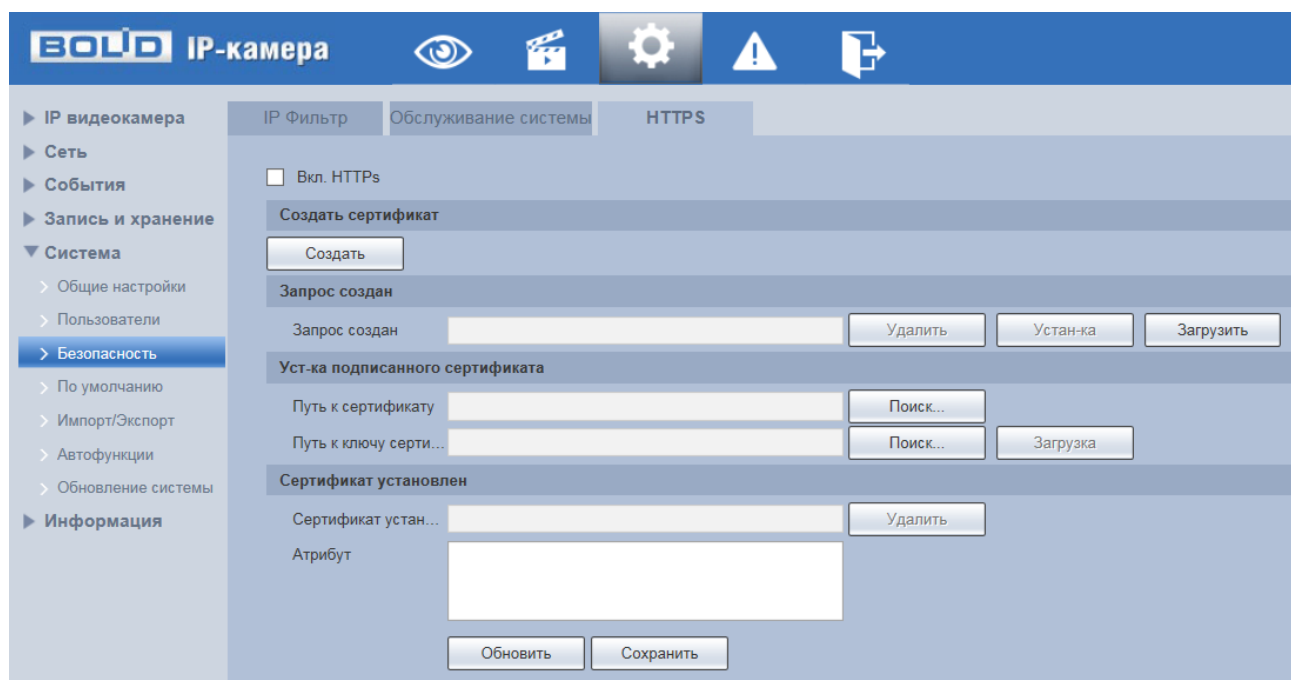 BOLID IP-камера
IP видеокамера
Сеть
События
Запись и хранение
Система
Общие настройки
Пользователи
Безопасность
По умолчанию
Импорт/Экспорт
Автофункции
Обновление системы
Информация
IP Фильтр Обслуживание системы HTTPS
Вкл. HTTPs
Создать сертификат
Создать
Запрос создан
Запрос создан Удалить Устан-ка Загрузить
Уст-ка подписанного сертификата
Путь к сертификату Поиск...
Путь к ключу серти... Поиск... Загрузка
Сертификат установлен
Сертификат устан... Удалить
Атрибут
Обновить Сохранить